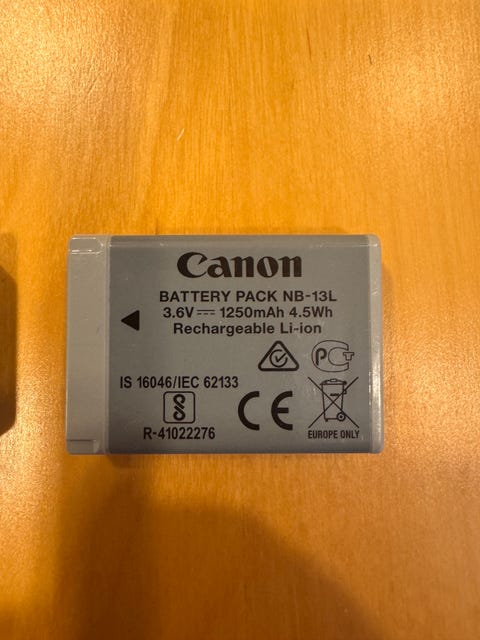 Canon
BATTERY PACK NB-13L
3.6V⎓1250mAh 4.5Wh
Rechargeable Li-ion
PCT
IS 16046/IEC 62133
R-41022276
CE
EUROPE ONLY